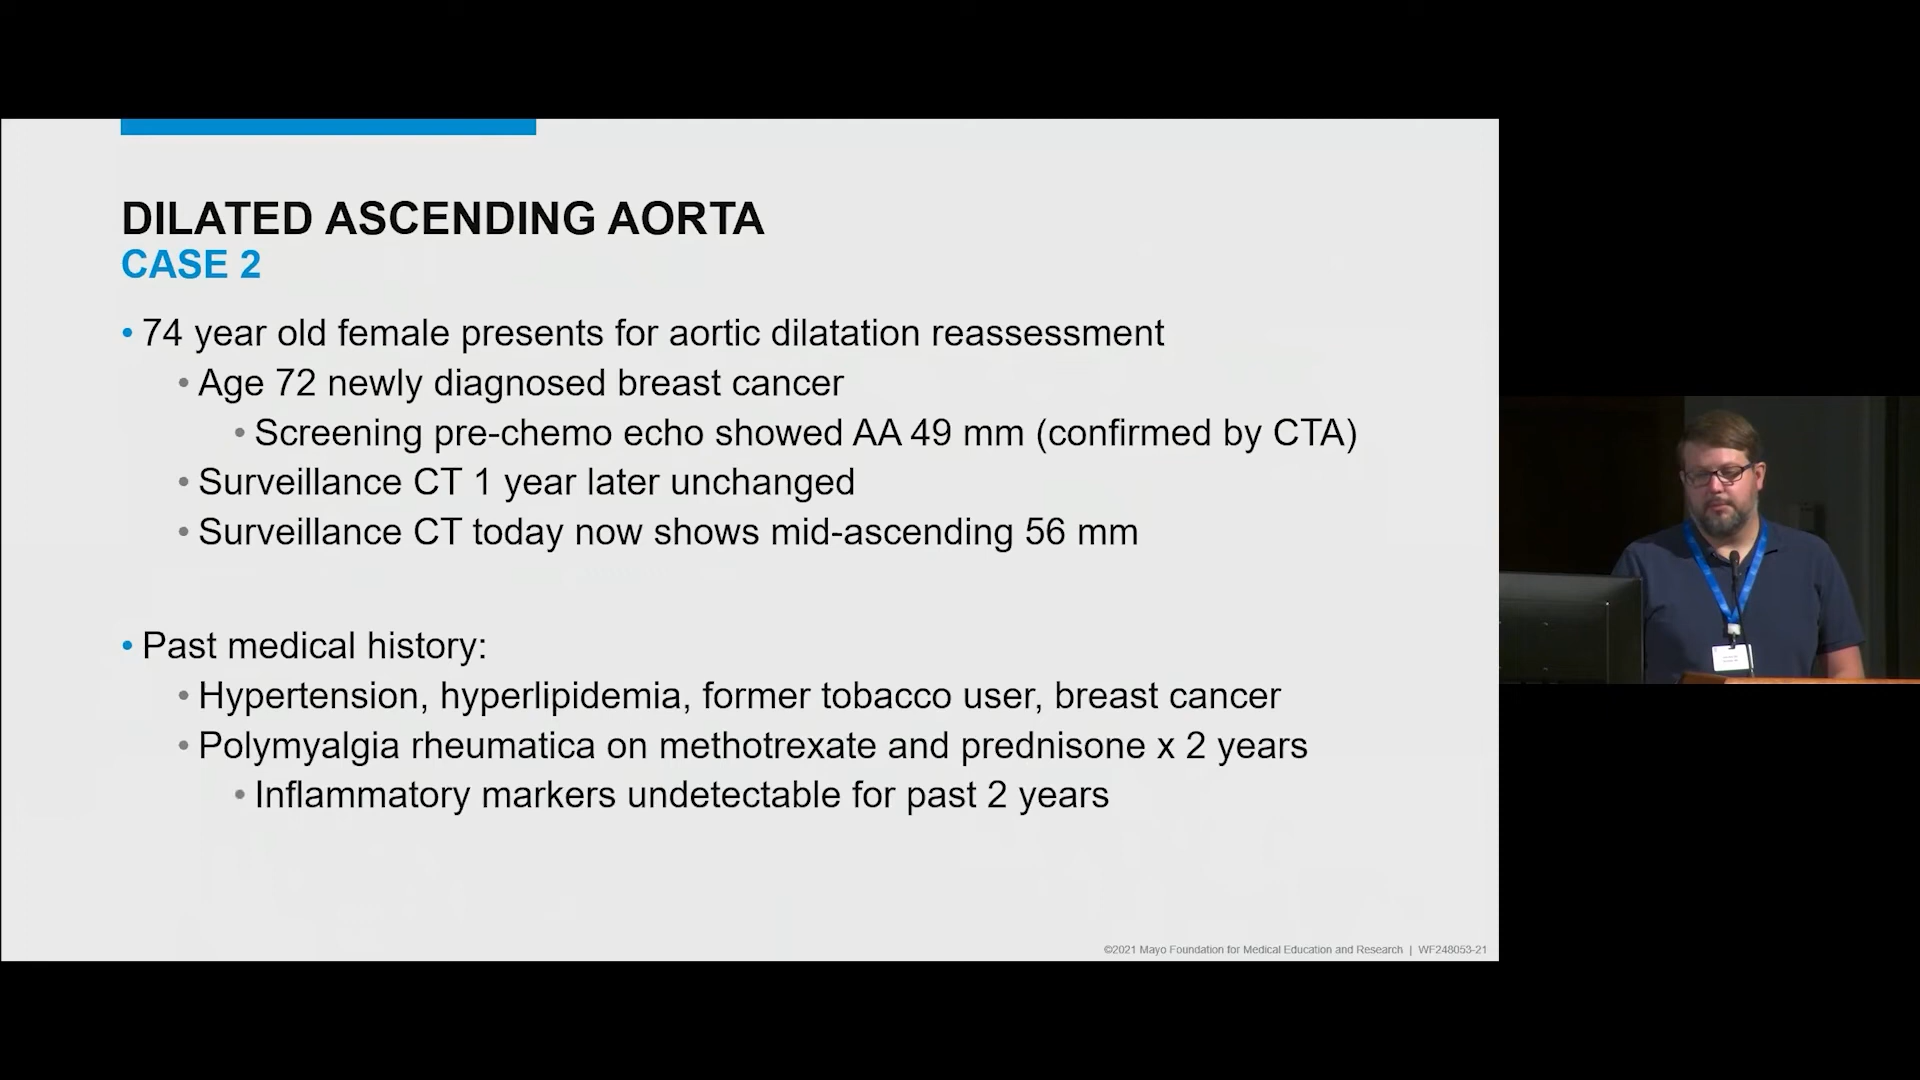 DILATED ASCENDING AORTA
CASE 2
• 74 year old female presents for aortic dilatation reassessment
• Age 72 newly diagnosed breast cancer
• Screening pre-chemo echo showed AA 49 mm (confirmed by CTA)
• Surveillance CT 1 year later unchanged
• Surveillance CT today now shows mid-ascending 56 mm
• Past medical history:
• Hypertension, hyperlipidemia, former tobacco user, breast cancer
• Polymyalgia rheumatica on methotrexate and prednisone x 2 years
• Inflammatory markers undetectable for past 2 years
©2021 Mayo Foundation for Medical Education and Research | WF248053-21